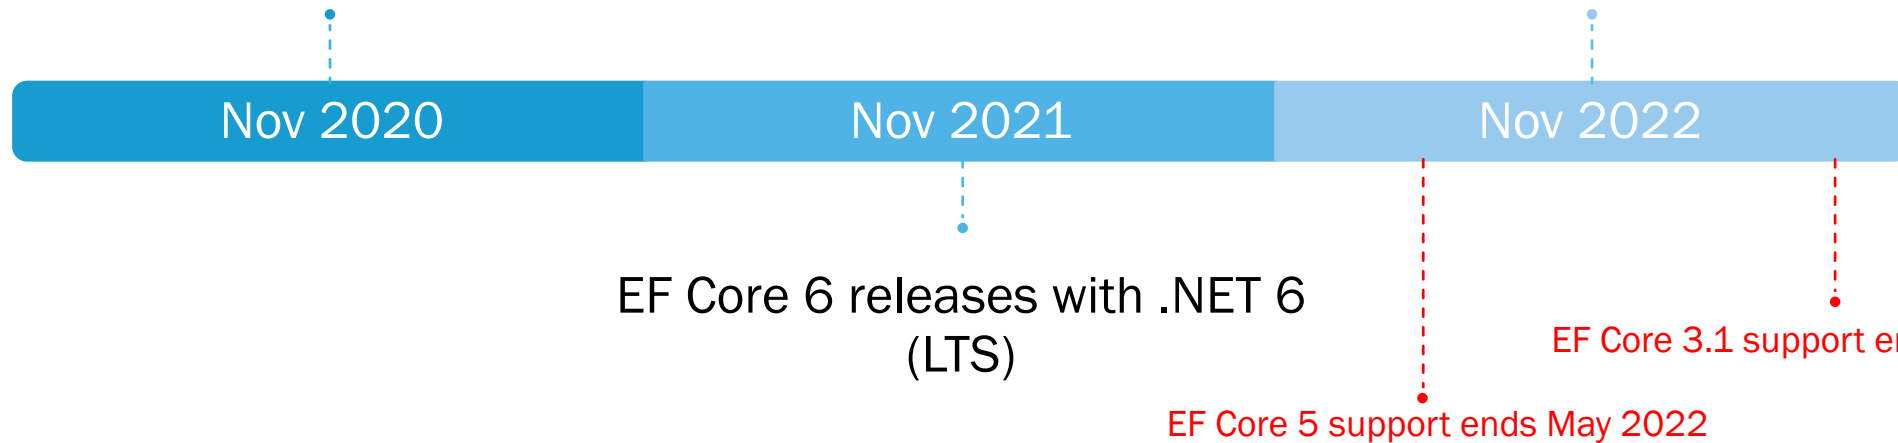 Nov 2020
Nov 2021
Nov 2022
EF Core 6 releases with .NET 6
(LTS)
EF Core 3.1 support
EF Core 5 support ends May 2022